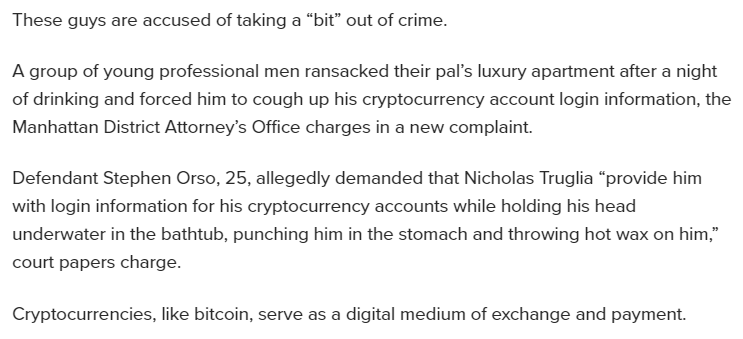 These guys are accused of taking a “bit” out of crime.
A group of young professional men ransacked their pal’s luxury apartment after a night
of drinking and forced him to cough up his cryptocurrency account login information, the
Manhattan District Attorney’s Office charges in a new complaint.
Defendant Stephen Orso, 25, allegedly demanded that Nicholas Truglia “provide him
with login information for his cryptocurrency accounts while holding his head
underwater in the bathtub, punching him in the stomach and throwing hot wax on him,”
court papers charge.
Cryptocurrencies, like bitcoin, serve as a digital medium of exchange and payment.